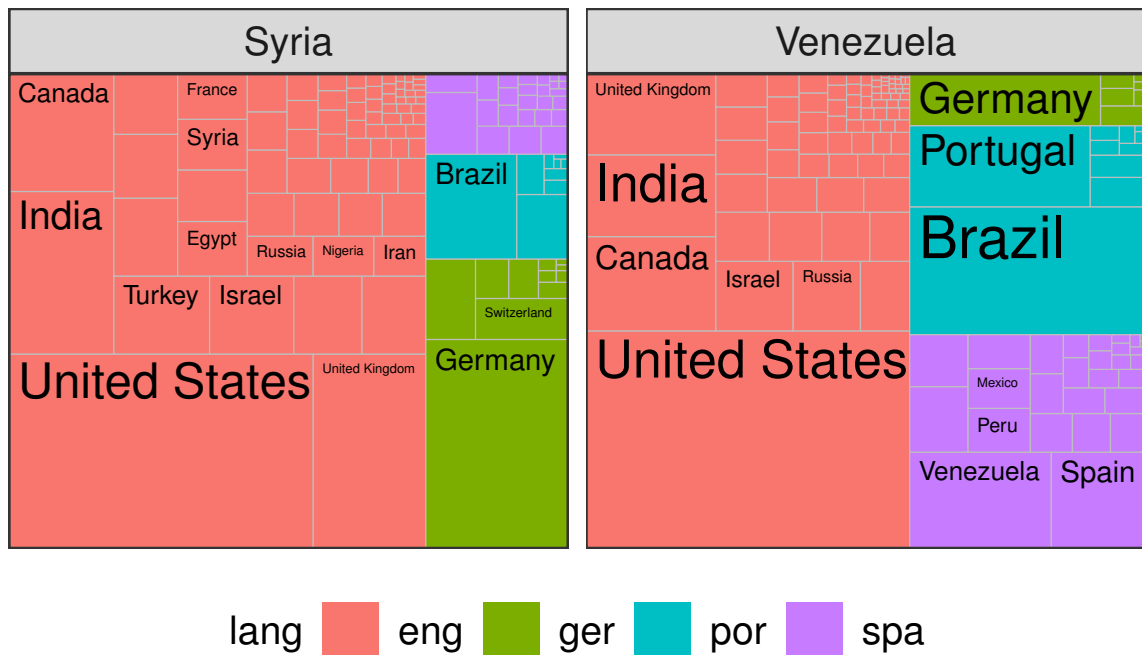 Syria
Venezuela
Canada
France
Syria
India
Egypt
Russia
Nigeria
Iran
Turkey
Israel
United States
United Kingdom
Brazil
Switzerland
Germany
United Kingdom
India
Canada
Israel
Russia
United States
Germany
Portugal
Brazil
Mexico
Peru
Venezuela
Spain
lang eng ger por spa